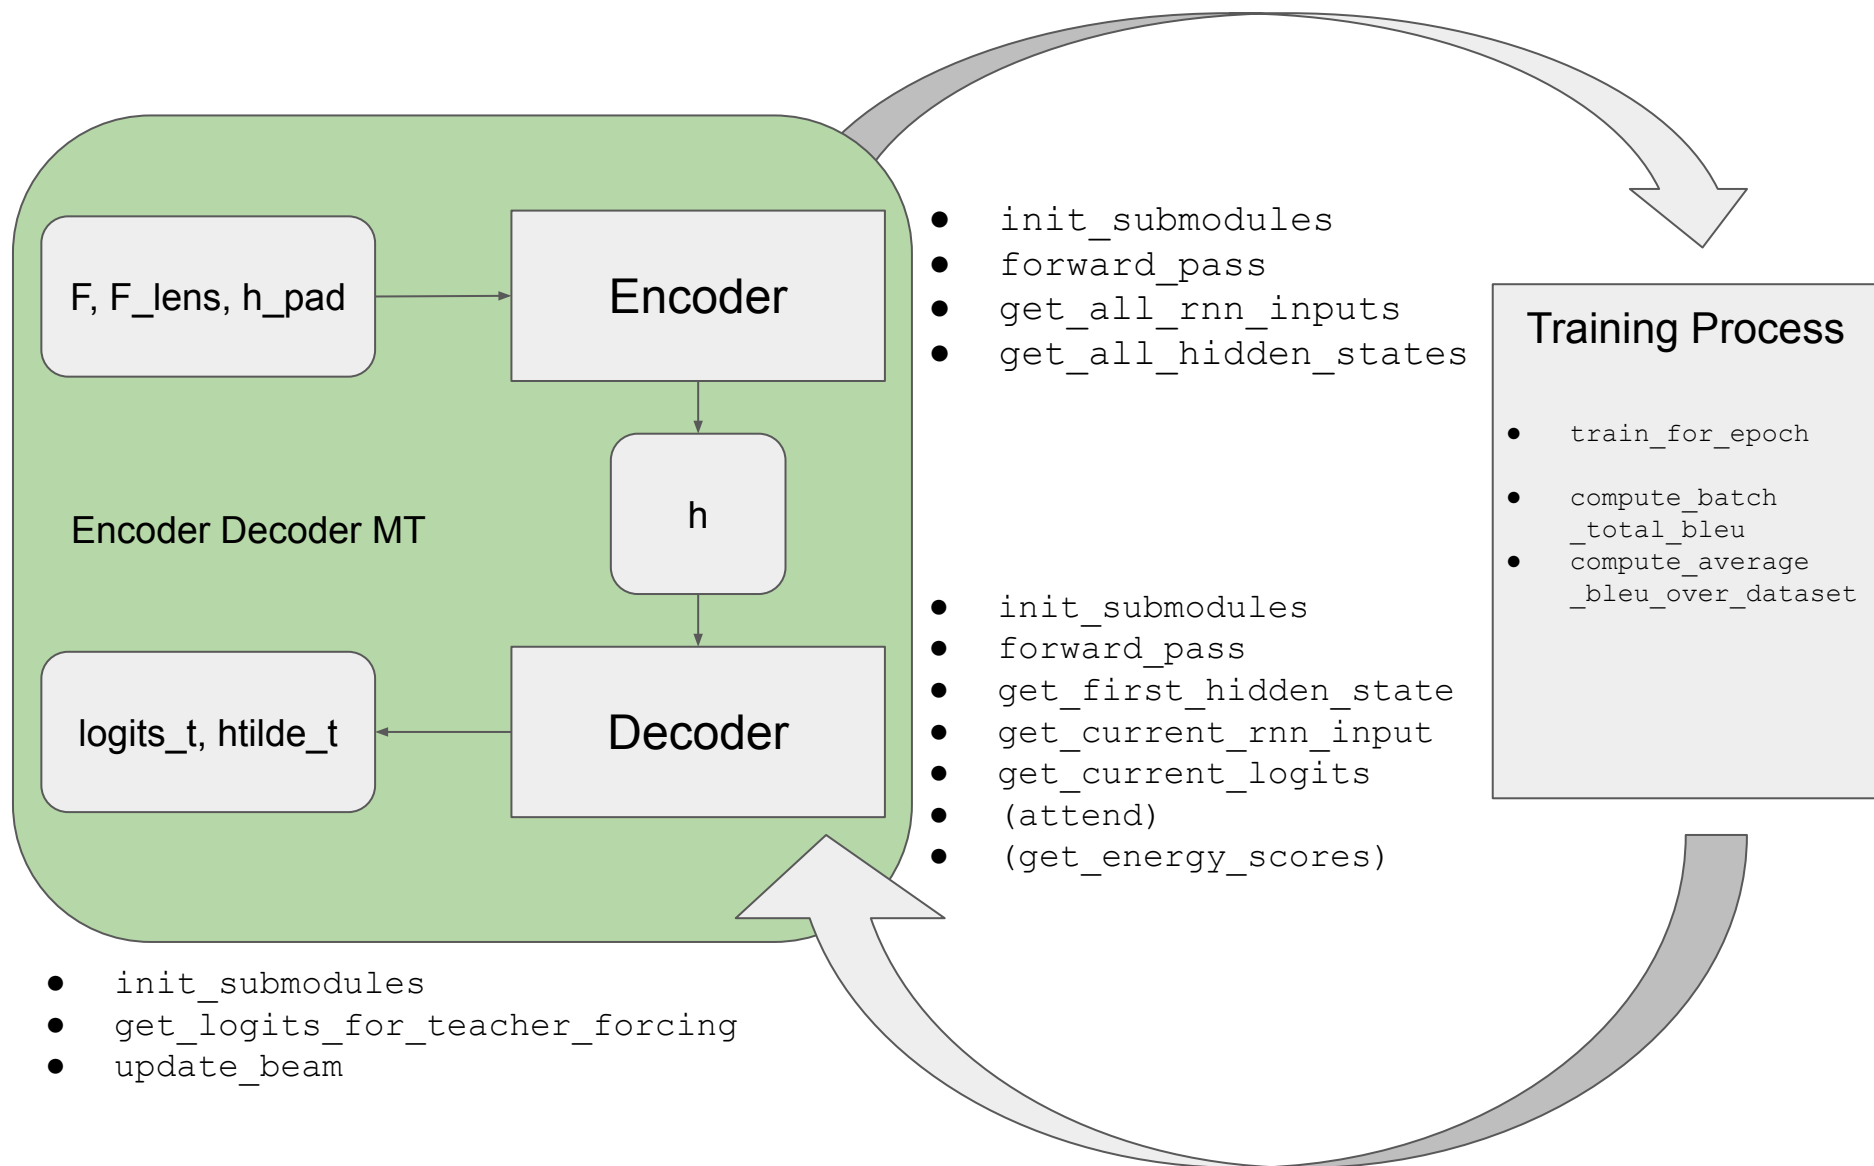 F, F_lens, h_pad
Encoder
● init_submodules
● forward_pass
● get_all_rnn_inputs
● get_all_hidden_states
h
Encoder Decoder MT
logits_t, htilde_t
Decoder
● init_submodules
● forward_pass
● get_first_hidden_state
● get_current_rnn_input
● get_current_logits
● (attend)
● (get_energy_scores)
● init_submodules
● get_logits_for_teacher_forcing
● update_beam
Training Process
● train_for_epoch
● compute_batch
_total_bleu
● compute_average
_bleu_over_dataset